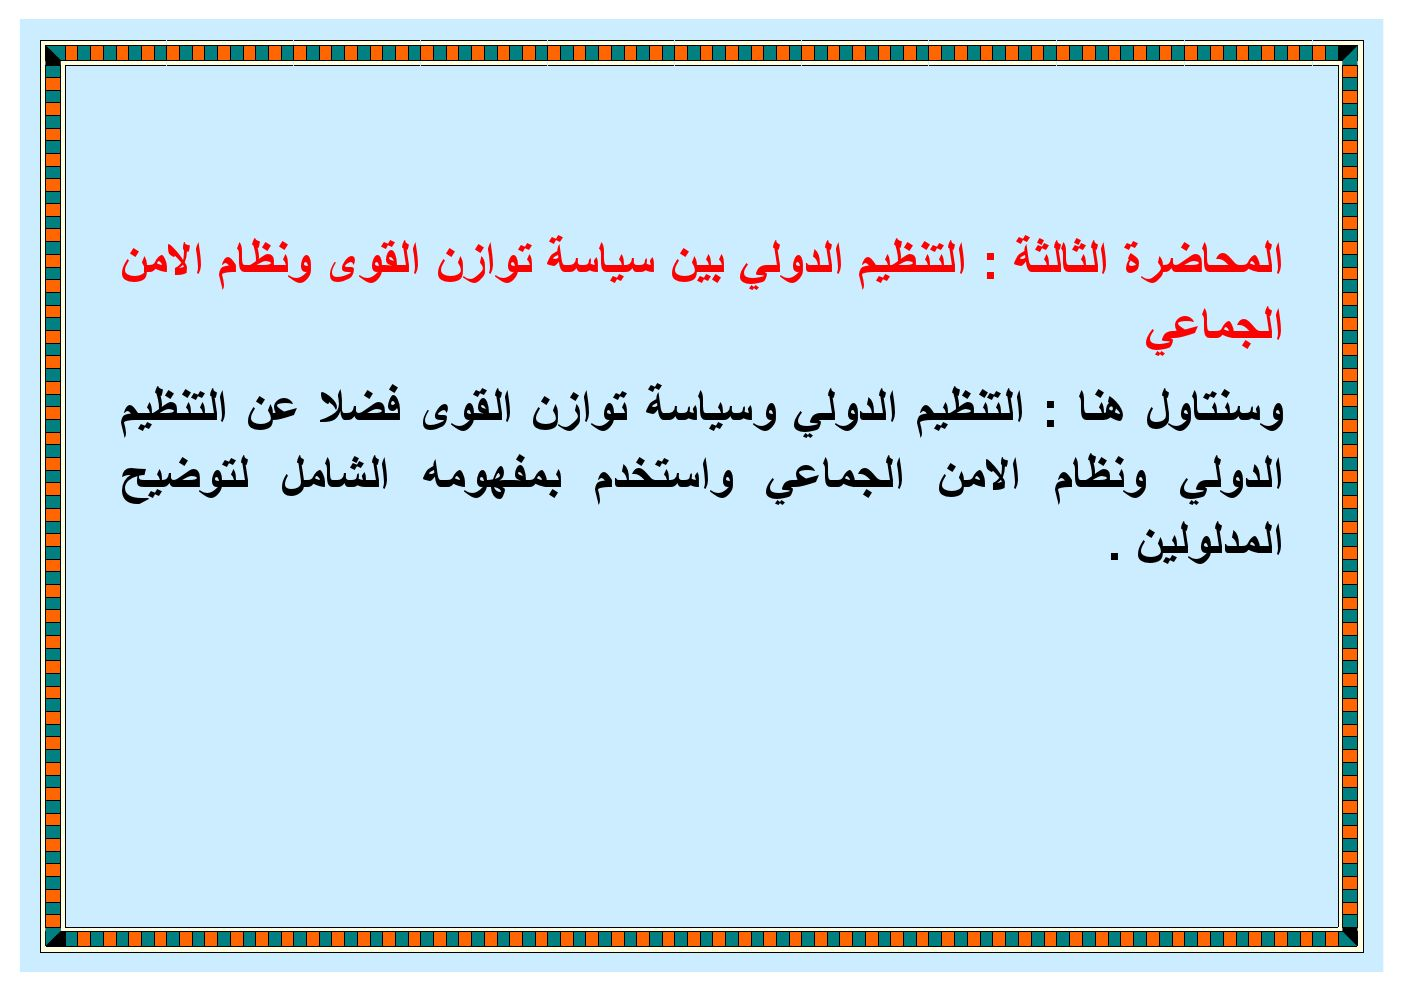 المحاضرة الثالثة : التنظيم الدولي بين سياسة توازن القوى ونظام الامن
الجماعي
وسنتاول هنا : التنظيم الدولي وسياسة توازن القوى فضلا عن التنظيم
الدولي ونظام الامن الجماعي واستخدم بمفهومه الشامل لتوضيح
المدلولين .